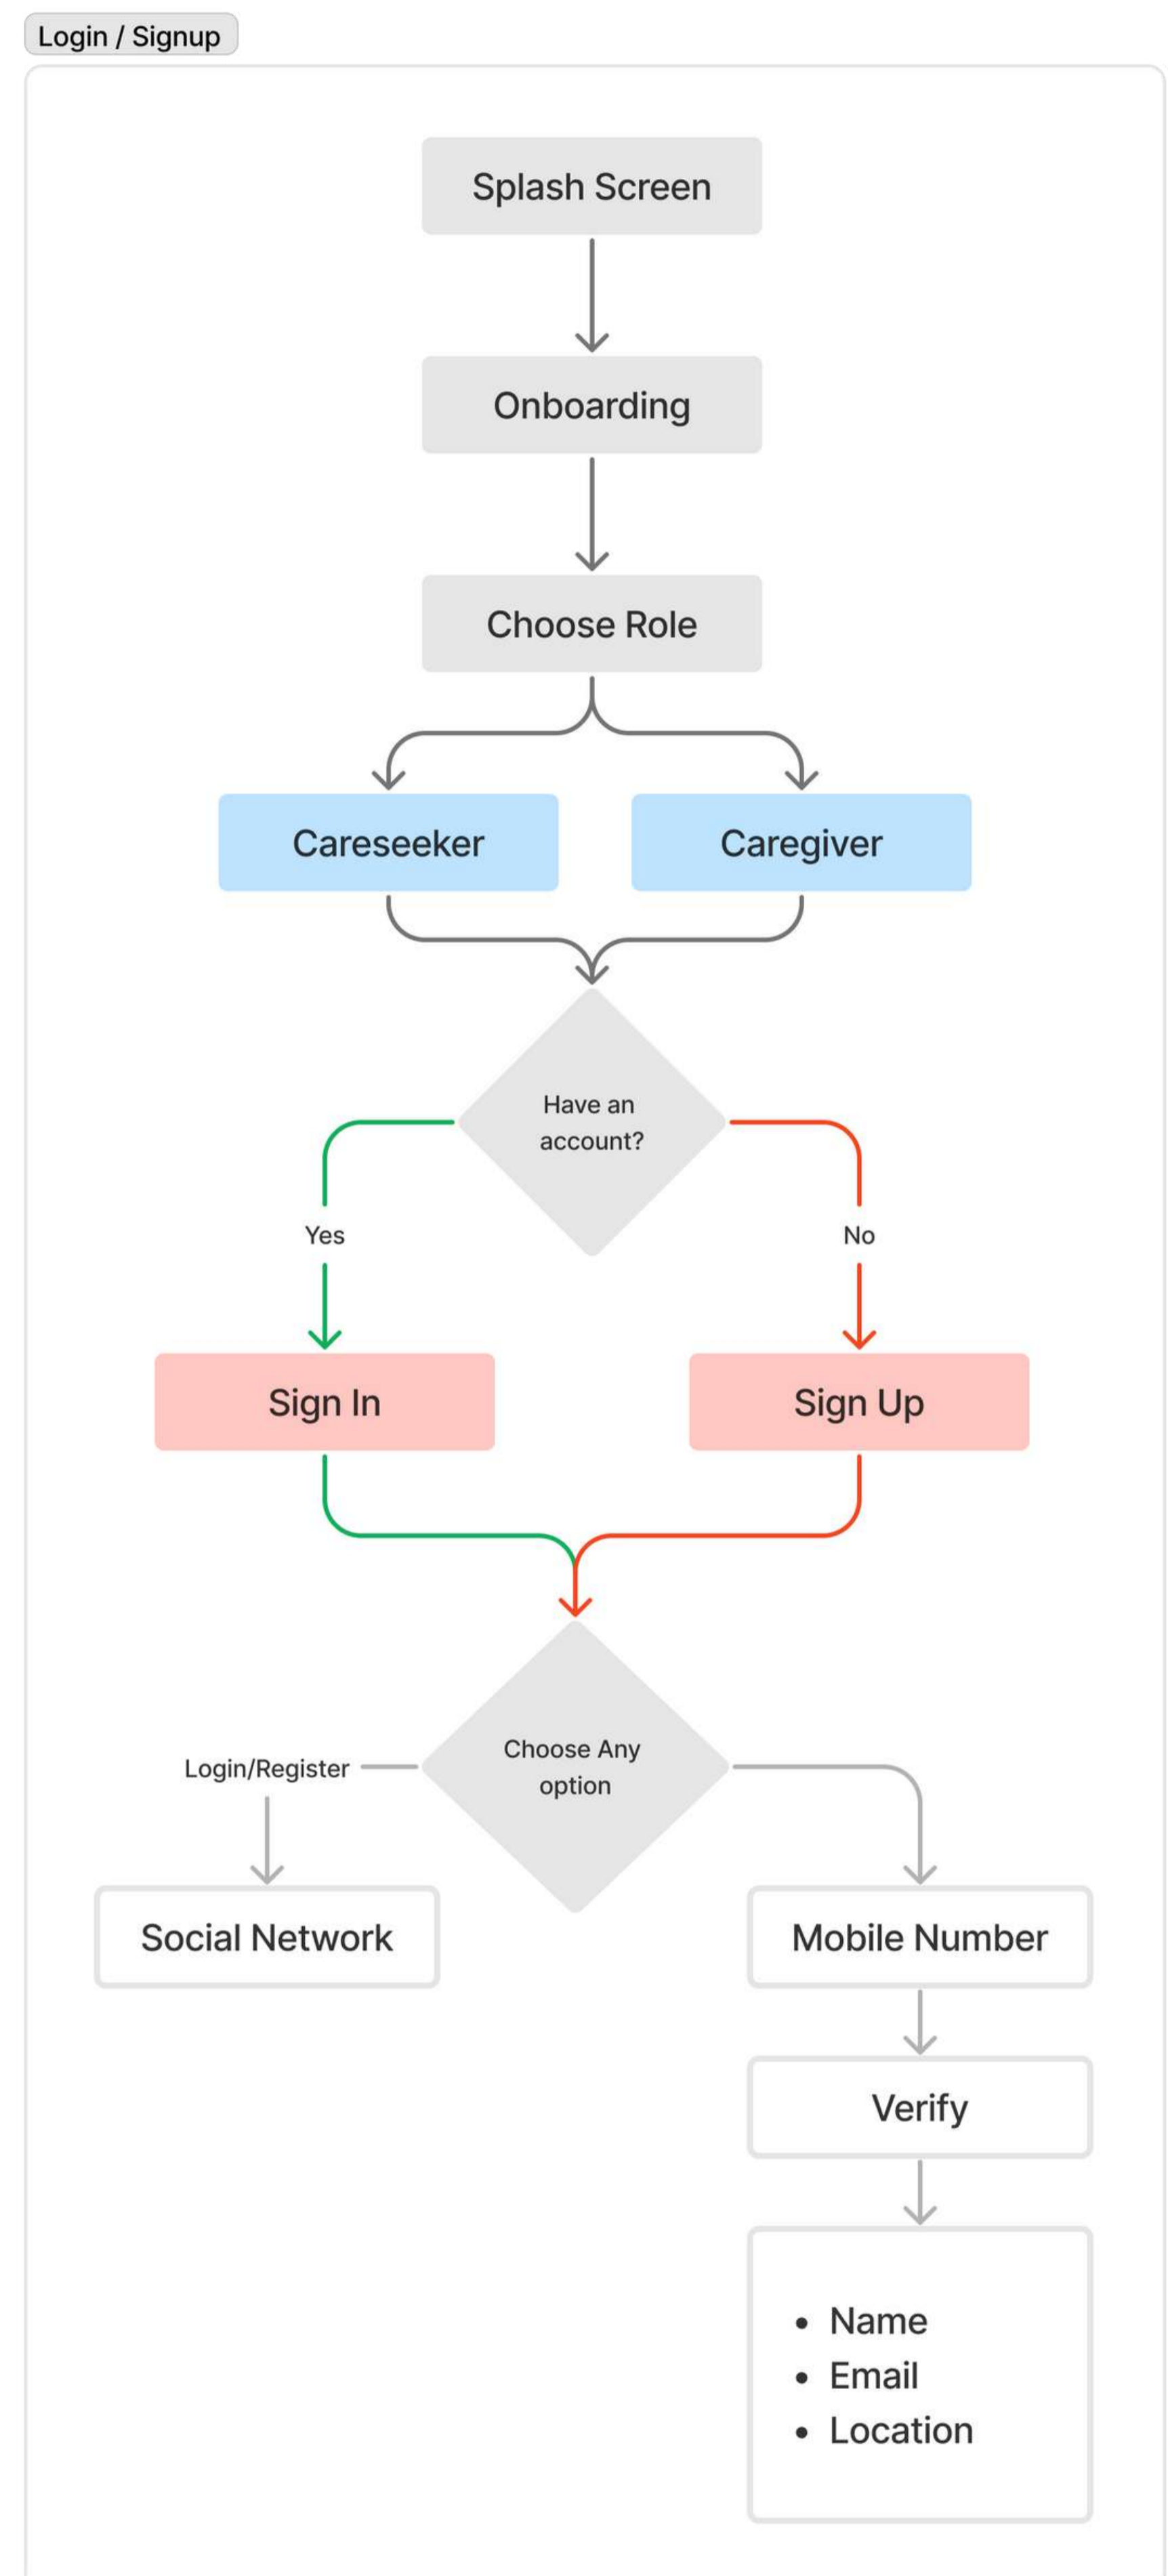 Login / Signup
Splash Screen
Onboarding
Choose Role
Careseeker
Caregiver
Have an
account?
Yes
No
Sign In
Sign Up
Choose Any
option
Login/Register
Social Network
Mobile Number
Verify
• Name
• Email
• Location